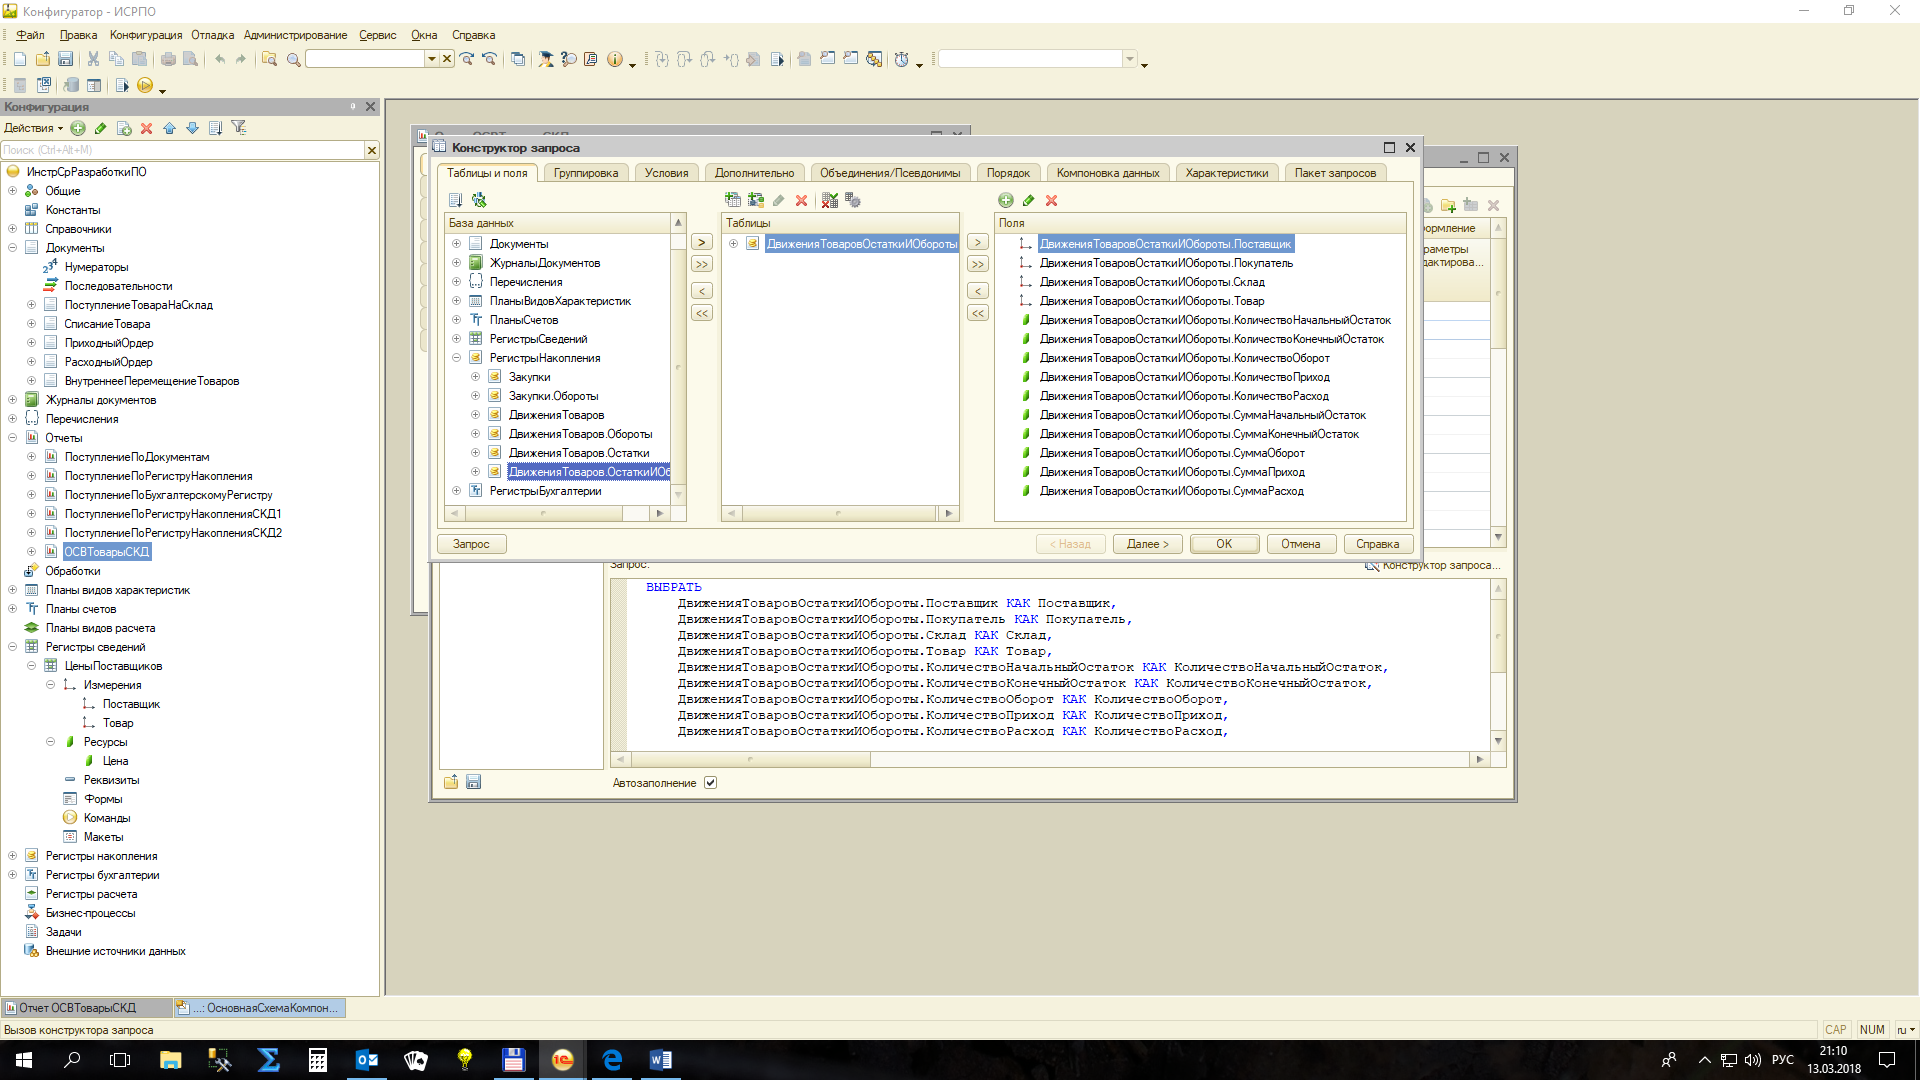 Конфигуратор - ИСРПО
Файл Правка Конфигурация Отладка Администрирование Сервис Окна Справка
Конфигурация
Действия
Поиск (Ctrl+Alt+M)
ИнстрСрРазработкиПО
Общие
Константы
Справочники
Документы
Нумераторы
Последовательности
ПоступлениеТовараНаСклад
СписаниеТовара
ПриходныйОрдер
РасходныйОрдер
ВнутреннееПеремещениеТоваров
Журналы документов
Перечисления
Отчеты
ПоступлениеПоДокументам
ПоступлениеПоРегиструНакопления
ПоступлениеПоБухгалтерскомуРегистру
ПоступлениеПоРегиструНакопленияСКД1
ПоступлениеПоРегиструНакопленияСКД2
ОСВТоварыСКД
Обработки
Планы видов характеристик
Планы счетов
Планы видов расчета
Регистры сведений
ЦеныПоставщиков
Измерения
Поставщик
Товар
Ресурсы
Цена
Реквизиты
Формы
Команды
Макеты
Регистры накопления
Регистры бухгалтерии
Регистры расчета
Бизнес-процессы
Задачи
Внешние источники данных
Конструктор запроса
Таблицы и поля Группировка Условия Дополнительно Объединения/Псевдонимы Порядок Компоновка данных Характеристики Пакет запросов
База данных
Документы
ЖурналыДокументов
Перечисления
ПланыВидовХарактеристик
ПланыСчетов
РегистрыСведений
РегистрыНакопления
Закупки
Закупки.Обороты
ДвиженияТоваров
ДвиженияТоваров.Обороты
ДвиженияТоваров.Остатки
ДвиженияТоваров.ОстаткиИОб
РегистрыБухгалтерии
> >> < <<
Таблицы
ДвиженияТоваровОстаткиИОбороты
> >> < <<
Поля
ДвиженияТоваровОстаткиИОбороты.Поставщик
ДвиженияТоваровОстаткиИОбороты.Покупатель
ДвиженияТоваровОстаткиИОбороты.Склад
ДвиженияТоваровОстаткиИОбороты.Товар
ДвиженияТоваровОстаткиИОбороты.КоличествоНачальныйОстаток
ДвиженияТоваровОстаткиИОбороты.КоличествоКонечныйОстаток
ДвиженияТоваровОстаткиИОбороты.КоличествоОборот
ДвиженияТоваровОстаткиИОбороты.КоличествоПриход
ДвиженияТоваровОстаткиИОбороты.КоличествоРасход
ДвиженияТоваровОстаткиИОбороты.СуммаНачальныйОстаток
ДвиженияТоваровОстаткиИОбороты.СуммаКонечныйОстаток
ДвиженияТоваровОстаткиИОбороты.СуммаОборот
ДвиженияТоваровОстаткиИОбороты.СуммаПриход
ДвиженияТоваровОстаткиИОбороты.СуммаРасход
Запрос < Назад Далее > ОК Отмена Справка
ормление
раметры
дактирова...
Запрос: Конструктор запроса...
ВЫБРАТЬ
ДвиженияТоваровОстаткиИОбороты.Поставщик КАК Поставщик,
ДвиженияТоваровОстаткиИОбороты.Покупатель КАК Покупатель,
ДвиженияТоваровОстаткиИОбороты.Склад КАК Склад,
ДвиженияТоваровОстаткиИОбороты.Товар КАК Товар,
ДвиженияТоваровОстаткиИОбороты.КоличествоНачальныйОстаток КАК КоличествоНачальныйОстаток,
ДвиженияТоваровОстаткиИОбороты.КоличествоКонечныйОстаток КАК КоличествоКонечныйОстаток,
ДвиженияТоваровОстаткиИОбороты.КоличествоОборот КАК КоличествоОборот,
ДвиженияТоваровОстаткиИОбороты.КоличествоПриход КАК КоличествоПриход,
ДвиженияТоваровОстаткиИОбороты.КоличествоРасход КАК КоличествоРасход,
Автозаполнение
Отчет ОСВТоварыСКД ...: ОсновнаяСхемаКомпон...
Вызов конструктора запроса CAP NUM ru
РУС 21:10
13.03.2018